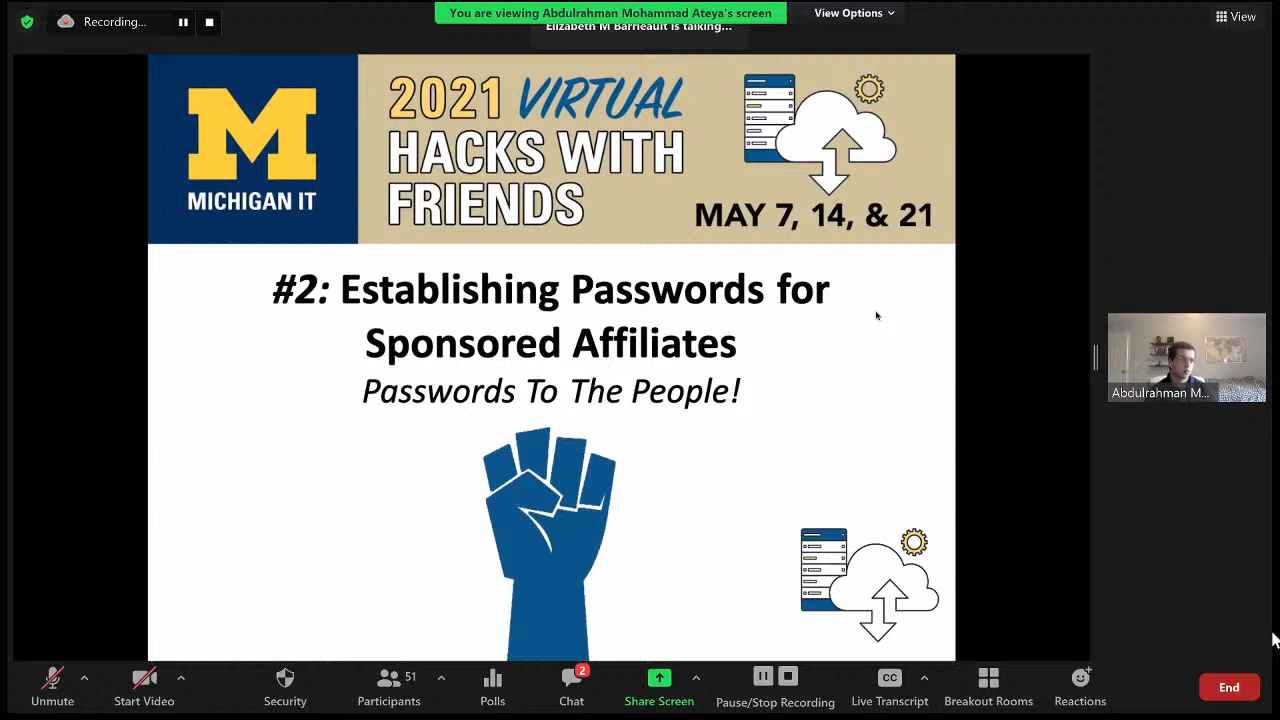 Recording...
You are viewing Abdulrahman Mohammad Ateya's screen
View Options
Elizabeth M Barrieault is talking...
View
M
MICHIGAN IT
2021 VIRTUAL
HACKS WITH
FRIENDS
MAY 7, 14, & 21
#2: Establishing Passwords for
Sponsored Affiliates
Passwords To The People!
Abdulrahman M...
Unmute
Start Video
Security
51
Participants
Polls
2
Chat
Share Screen
Pause/Stop Recording
CC
Live Transcript
Breakout Rooms
Reactions
End